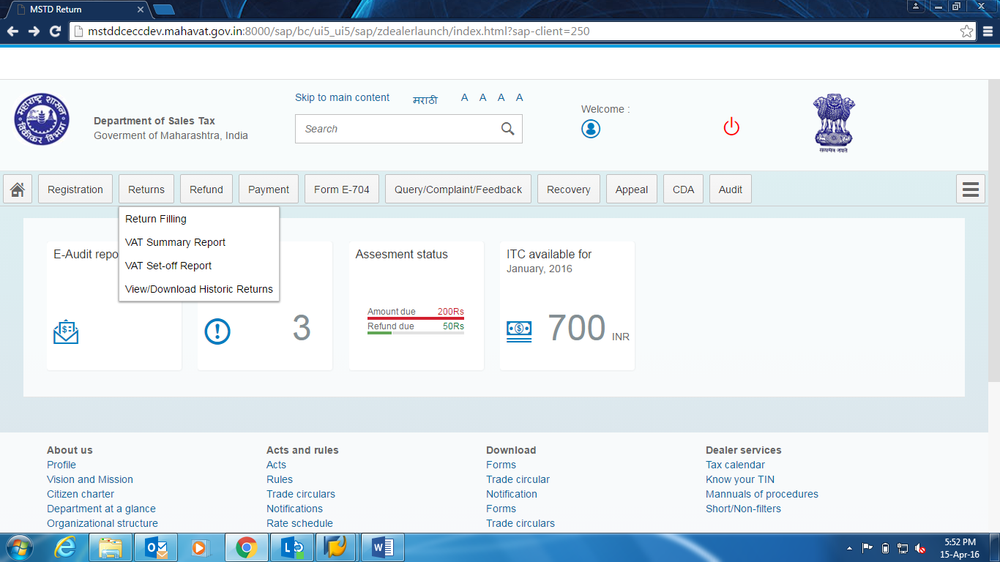 MSTD Return
mstddceccdev.mahavat.gov.in:8000/sap/bc/ui5_ui5/sap/zdealerlaunch/index.html?sap-client=250
महाराष्ट्र शासन
विक्रीकर विभाग
Department of Sales Tax
Goverment of Maharashtra, India
Skip to main content मराठी A A A A
Search
Welcome :
सत्यमेव जयते
Registration Returns Refund Payment Form E-704 Query/Complaint/Feedback Recovery Appeal CDA Audit
Return Filling
VAT Summary Report
VAT Set-off Report
View/Download Historic Returns
E-Audit repo
3
Assesment status
Amount due 200Rs
Refund due 50Rs
ITC available for
January, 2016
700 INR
About us
Profile
Vision and Mission
Citizen charter
Department at a glance
Organizational structure
Acts and rules
Acts
Rules
Trade circulars
Notifications
Rate schedule
Download
Forms
Trade circular
Notification
Forms
Trade circulars
Dealer services
Tax calendar
Know your TIN
Mannuals of procedures
Short/Non-filters
5:52 PM
15-Apr-16